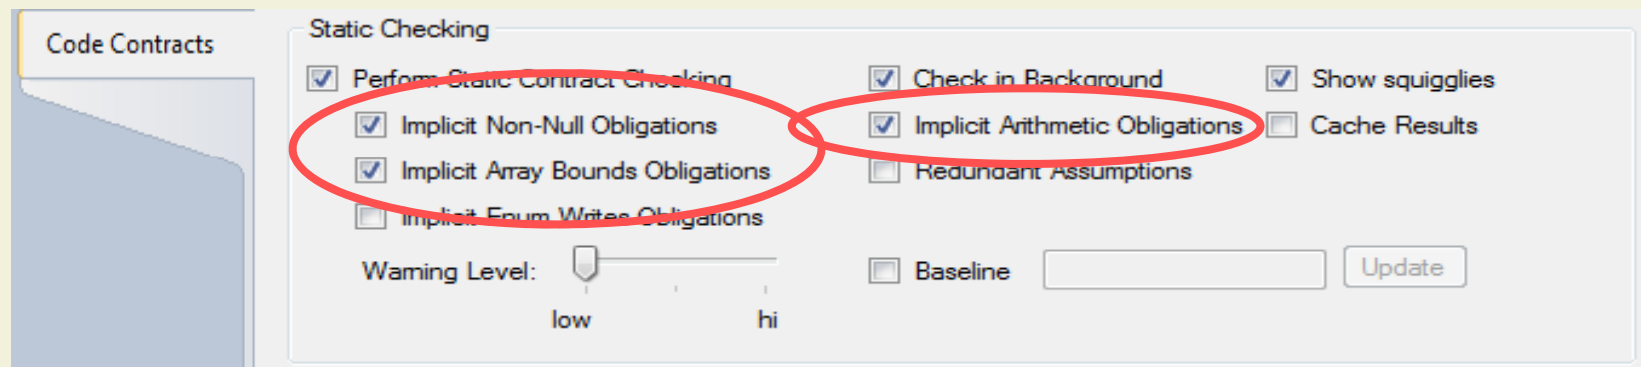 Code Contracts
Static Checking
Perform Static Contract Checking
Check in Background
Show squigglies
Implicit Non-Null Obligations
Implicit Arithmetic Obligations
Cache Results
Implicit Array Bounds Obligations
Redundant Assumptions
Implicit Enum Writes Obligations
Warning Level:
Baseline
Update
low
hi